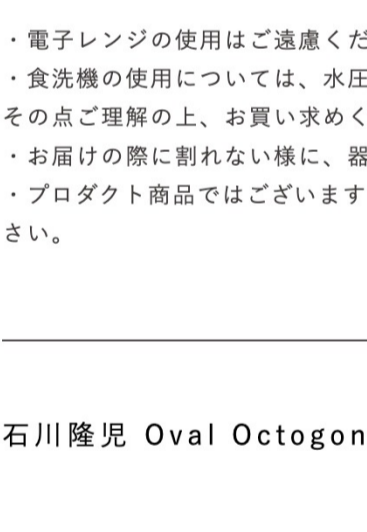 ・電子レンジの使用はご遠慮くだ
・食洗機の使用については、水圧
その点ご理解の上、お買い求めく
・お届けの際に割れない様に、器
・プロダクト商品ではございます
さい。
石川隆児 Oval Octogon